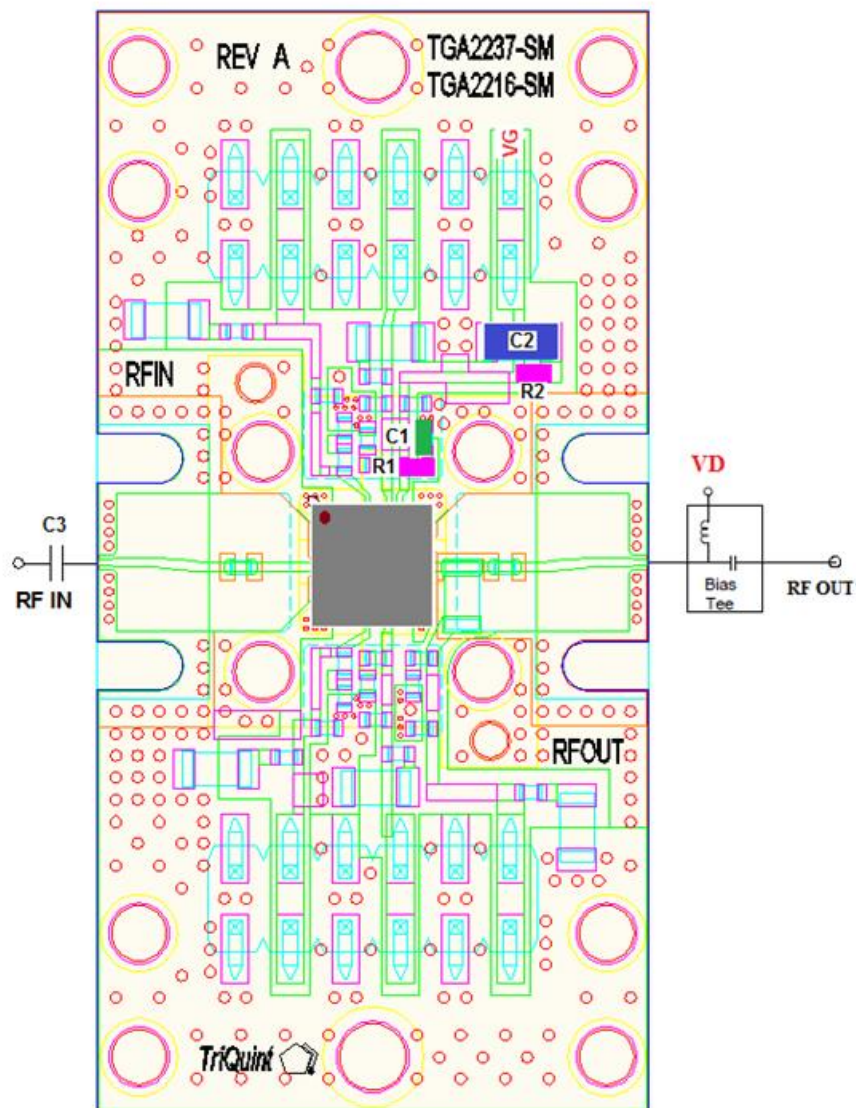 REV A
TGA2237-SM
TGA2216-SM
VG
C2
R2
RFIN
C1
R1
VD
C3
RF IN
Bias
Tee
RF OUT
RFOUT
TriQuint